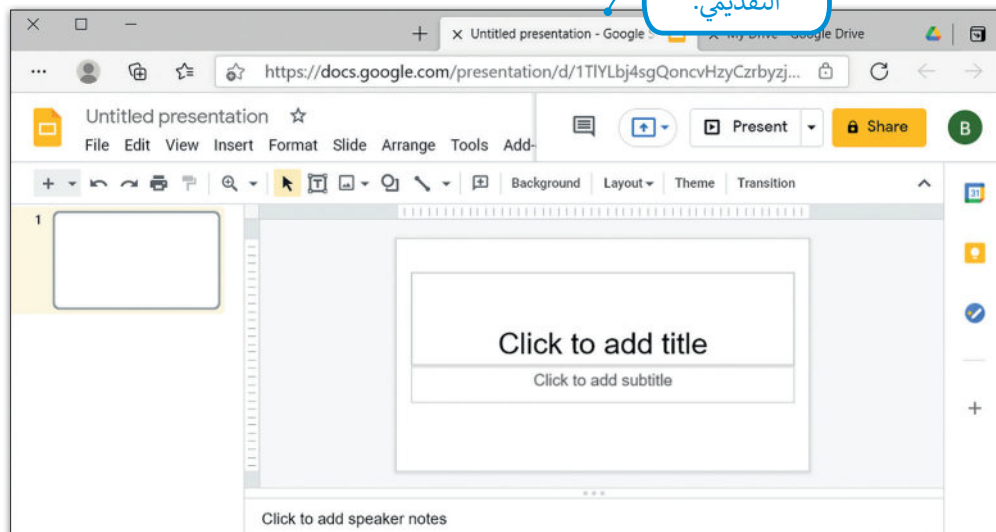 التقديمي.
Untitled presentation - Google
My Drive - Google Drive
https://docs.google.com/presentation/d/1TlYLbj4sgQoncvHzyCzrbyzj...
Untitled presentation
File Edit View Insert Format Slide Arrange Tools Add-
Present
Share
B
Background Layout Theme Transition
31
1
Click to add title
Click to add subtitle
Click to add speaker notes